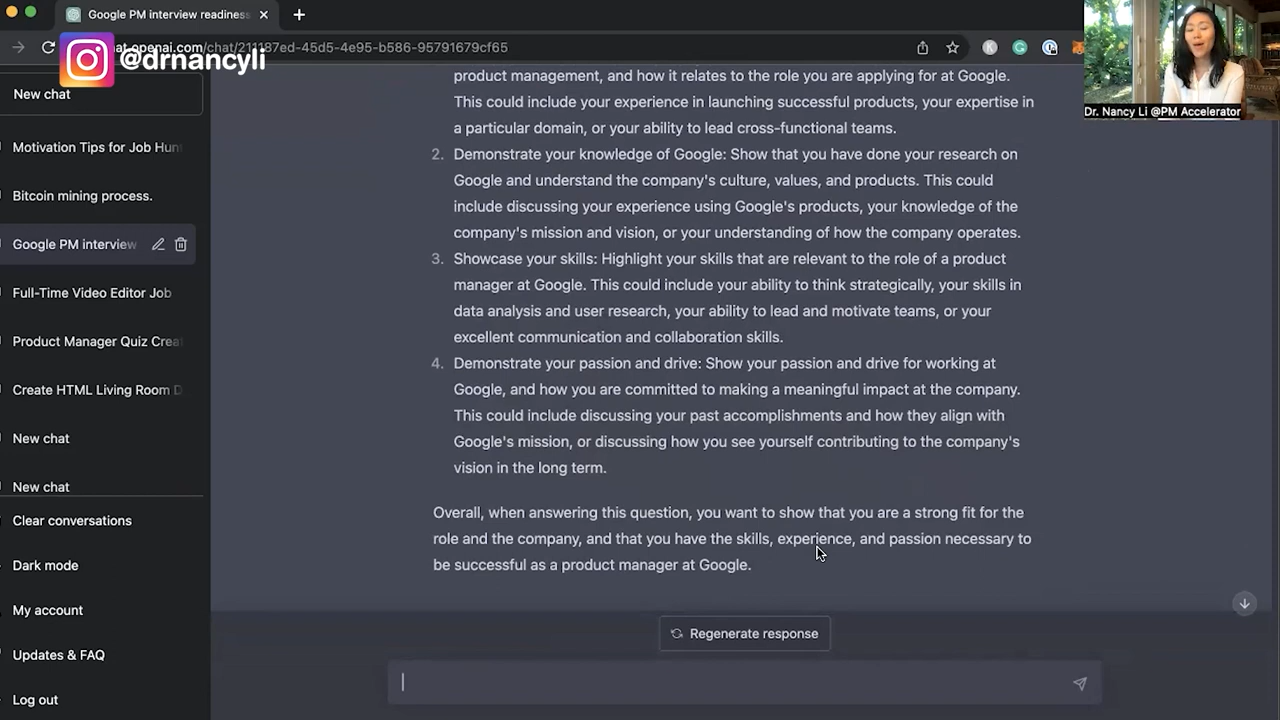 Google PM interview readiness
chat.openai.com/chat/211187ed-45d5-4e95-b586-95791679cf65
@drnancyli
Dr. Nancy Li @PM Accelerator
New chat
Motivation Tips for Job Hun
Bitcoin mining process.
Google PM interview
Full-Time Video Editor Job
Product Manager Quiz Crea
Create HTML Living Room D
New chat
New chat
Clear conversations
Dark mode
My account
Updates & FAQ
Log out
product management, and how it relates to the role you are applying for at Google.
This could include your experience in launching successful products, your expertise in
a particular domain, or your ability to lead cross-functional teams.
2. Demonstrate your knowledge of Google: Show that you have done your research on
Google and understand the company's culture, values, and products. This could
include discussing your experience using Google's products, your knowledge of the
company's mission and vision, or your understanding of how the company operates.
3. Showcase your skills: Highlight your skills that are relevant to the role of a product
manager at Google. This could include your ability to think strategically, your skills in
data analysis and user research, your ability to lead and motivate teams, or your
excellent communication and collaboration skills.
4. Demonstrate your passion and drive: Show your passion and drive for working at
Google, and how you are committed to making a meaningful impact at the company.
This could include discussing your past accomplishments and how they align with
Google's mission, or discussing how you see yourself contributing to the company's
vision in the long term.
Overall, when answering this question, you want to show that you are a strong fit for the
role and the company, and that you have the skills, experience, and passion necessary to
be successful as a product manager at Google.
Regenerate response